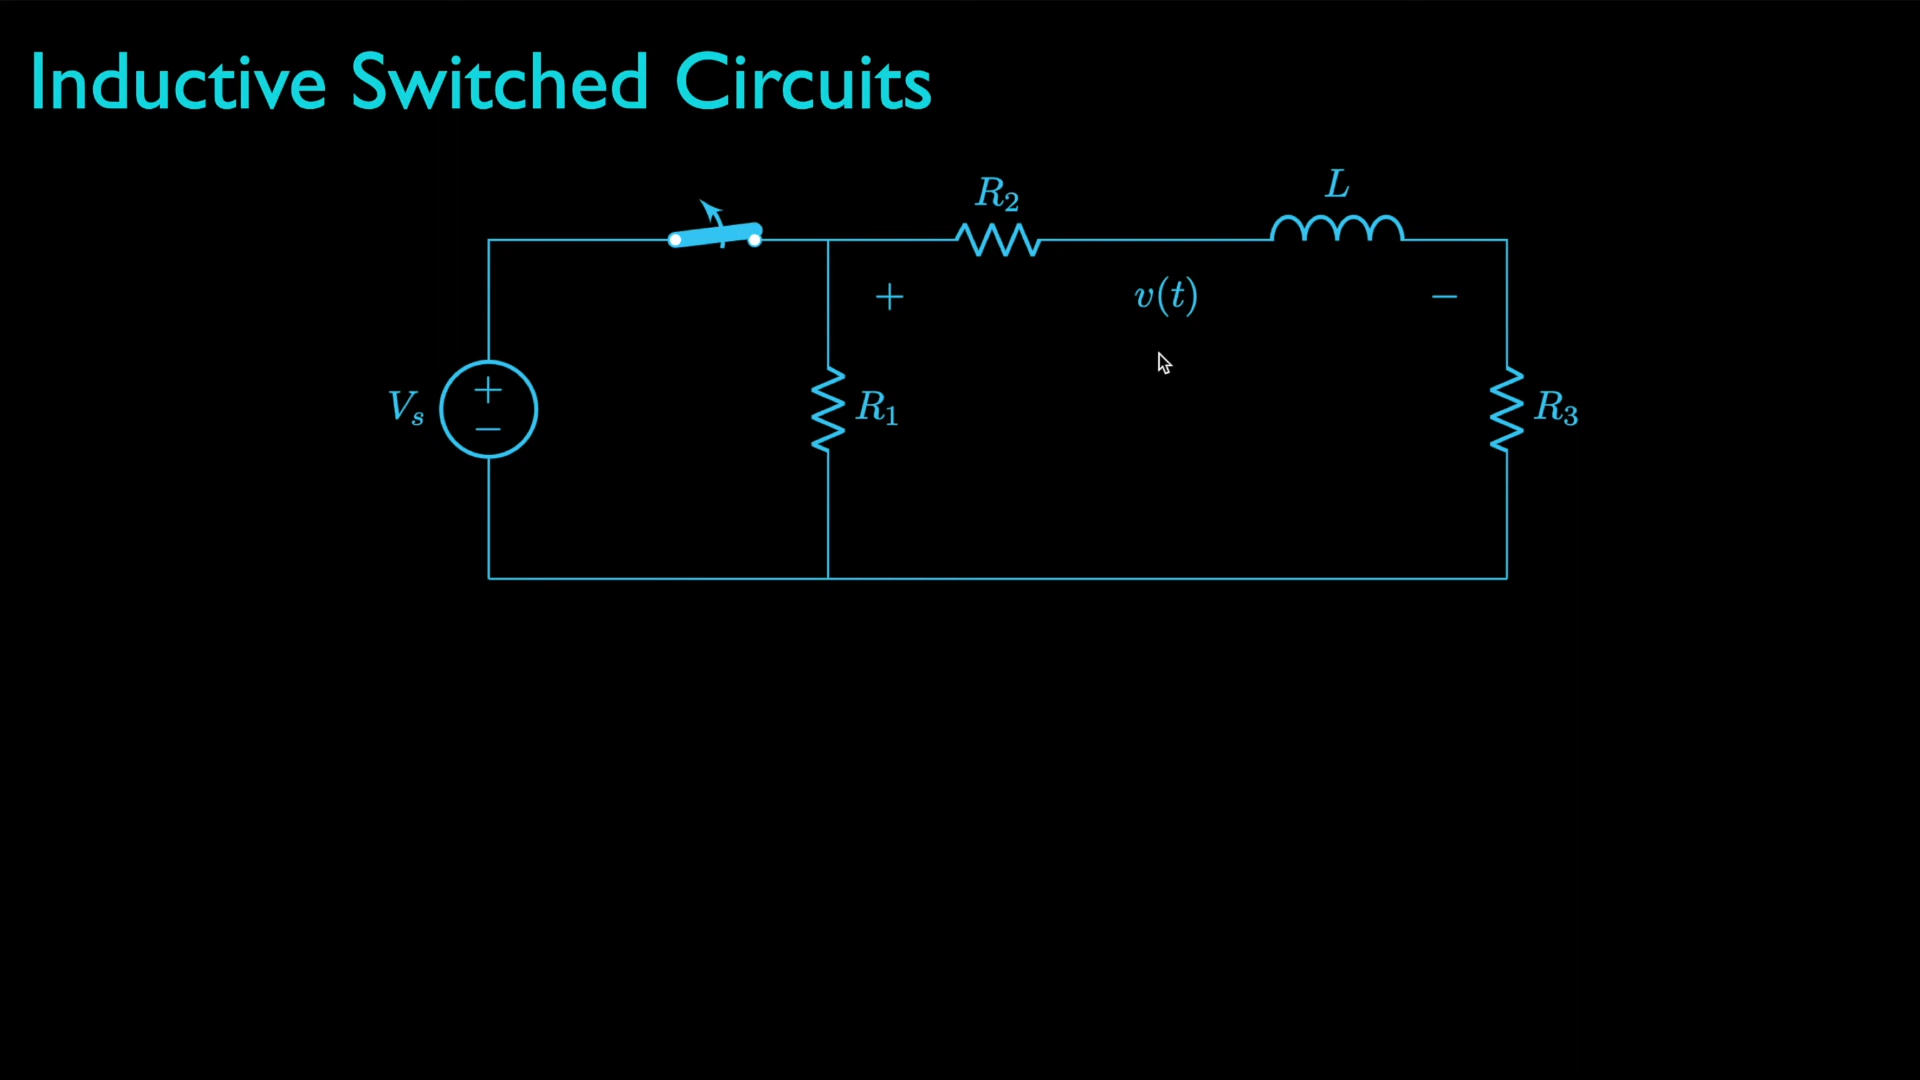 Inductive Switched Circuits
R₂
L
+ v(t) −
Vₛ
+
−
R₁
R₃